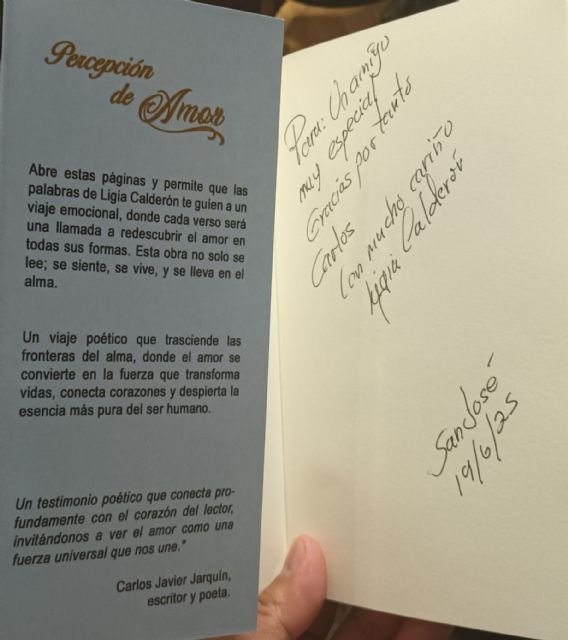 Percepción
de Amor
Abre estas páginas y permite que las
palabras de Ligía Calderón te guíen a un
viaje emocional, donde cada verso será
una llamada a redescubrir el amor en
todas sus formas. Esta obra no solo se
lee; se siente, se vive, y se lleva en el
alma.
Un viaje poético que trasciende las
fronteras del alma, donde el amor se
convierte en la fuerza que transforma
vidas, conecta corazones y despierta la
esencia más pura del ser humano.
Un testimonio poético que conecta pro-
fundamente con el corazón del lector,
invitándonos a ver el amor como una
fuerza universal que nos une."
Carlos Javier Jarquín,
escritor y poeta.
Para: Un amigo
muy especial
Gracias por tanto
Carlos
Con mucho cariño
Ligia Calderón
San José
19/6/25